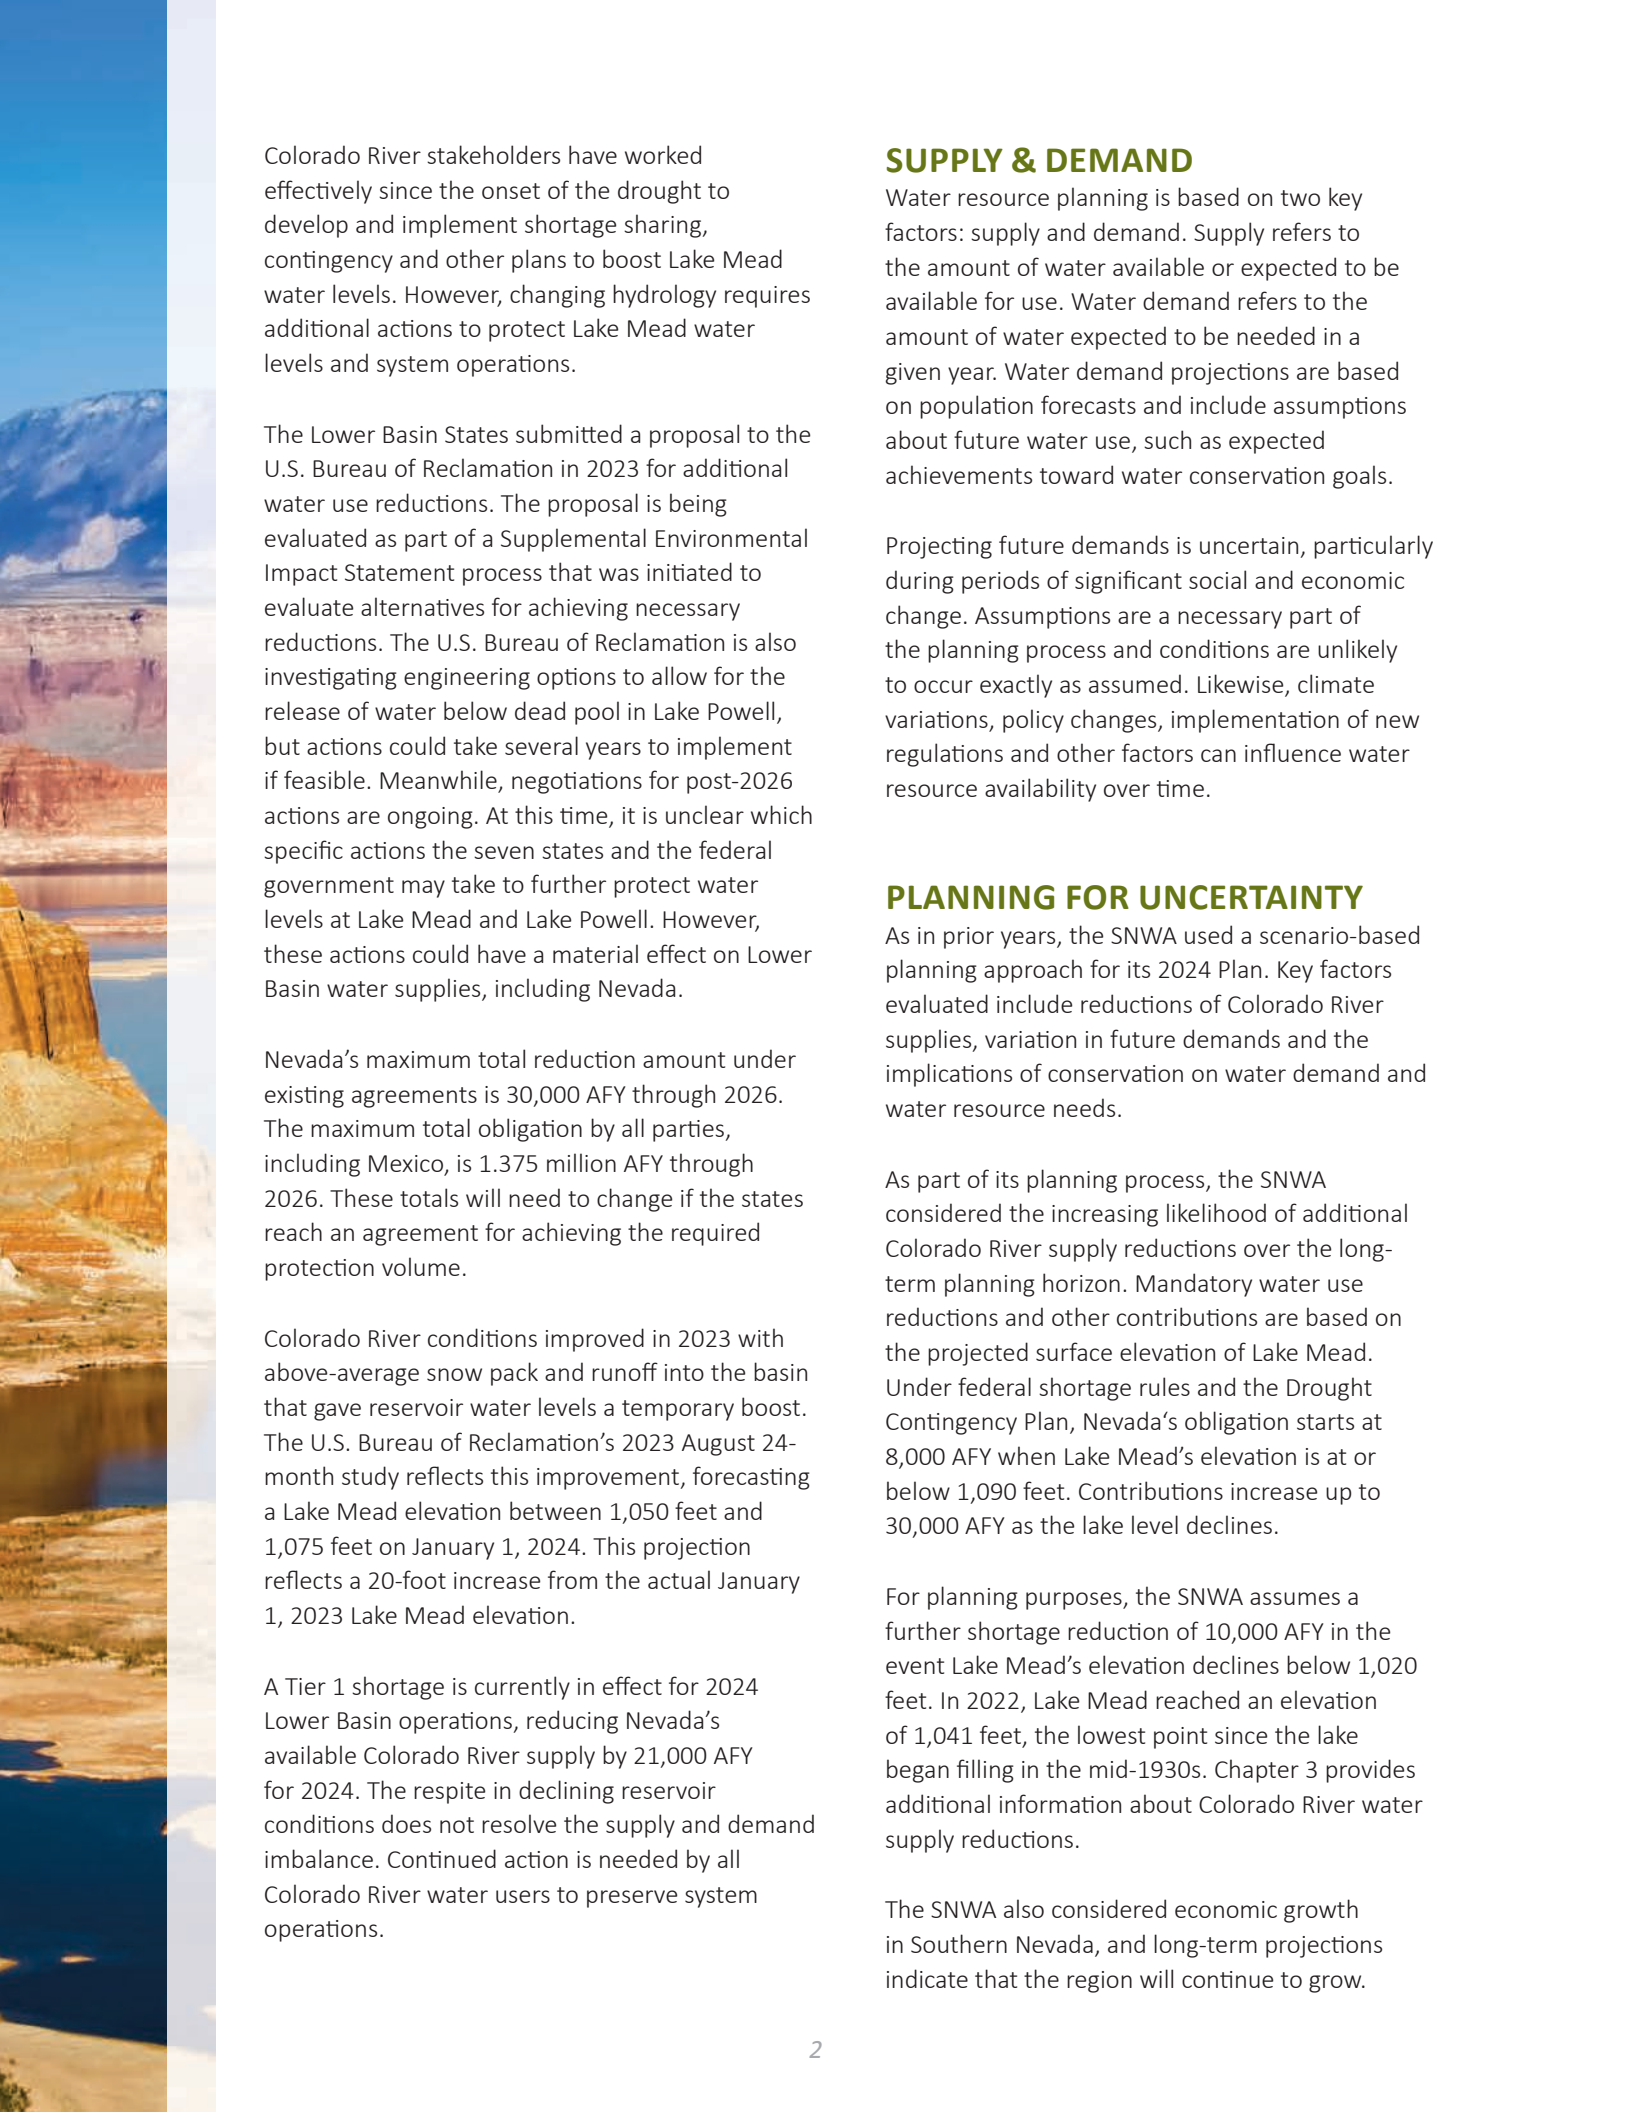 Colorado River stakeholders have worked
effectively since the onset of the drought to
develop and implement shortage sharing,
contingency and other plans to boost Lake Mead
water levels. However, changing hydrology requires
additional actions to protect Lake Mead water
levels and system operations.
The Lower Basin States submitted a proposal to the
U.S. Bureau of Reclamation in 2023 for additional
water use reductions. The proposal is being
evaluated as part of a Supplemental Environmental
Impact Statement process that was initiated to
evaluate alternatives for achieving necessary
reductions. The U.S. Bureau of Reclamation is also
investigating engineering options to allow for the
release of water below dead pool in Lake Powell,
but actions could take several years to implement
if feasible. Meanwhile, negotiations for post-2026
actions are ongoing. At this time, it is unclear which
specific actions the seven states and the federal
government may take to further protect water
levels at Lake Mead and Lake Powell. However,
these actions could have a material effect on Lower
Basin water supplies, including Nevada.
Nevada’s maximum total reduction amount under
existing agreements is 30,000 AFY through 2026.
The maximum total obligation by all parties,
including Mexico, is 1.375 million AFY through
2026. These totals will need to change if the states
reach an agreement for achieving the required
protection volume.
Colorado River conditions improved in 2023 with
above-average snow pack and runoff into the basin
that gave reservoir water levels a temporary boost.
The U.S. Bureau of Reclamation’s 2023 August 24-
month study reflects this improvement, forecasting
a Lake Mead elevation between 1,050 feet and
1,075 feet on January 1, 2024. This projection
reflects a 20-foot increase from the actual January
1, 2023 Lake Mead elevation.
A Tier 1 shortage is currently in effect for 2024
Lower Basin operations, reducing Nevada’s
available Colorado River supply by 21,000 AFY
for 2024. The respite in declining reservoir
conditions does not resolve the supply and demand
imbalance. Continued action is needed by all
Colorado River water users to preserve system
operations.
SUPPLY & DEMAND
Water resource planning is based on two key
factors: supply and demand. Supply refers to
the amount of water available or expected to be
available for use. Water demand refers to the
amount of water expected to be needed in a
given year. Water demand projections are based
on population forecasts and include assumptions
about future water use, such as expected
achievements toward water conservation goals.
Projecting future demands is uncertain, particularly
during periods of significant social and economic
change. Assumptions are a necessary part of
the planning process and conditions are unlikely
to occur exactly as assumed. Likewise, climate
variations, policy changes, implementation of new
regulations and other factors can influence water
resource availability over time.
PLANNING FOR UNCERTAINTY
As in prior years, the SNWA used a scenario-based
planning approach for its 2024 Plan. Key factors
evaluated include reductions of Colorado River
supplies, variation in future demands and the
implications of conservation on water demand and
water resource needs.
As part of its planning process, the SNWA
considered the increasing likelihood of additional
Colorado River supply reductions over the long-
term planning horizon. Mandatory water use
reductions and other contributions are based on
the projected surface elevation of Lake Mead.
Under federal shortage rules and the Drought
Contingency Plan, Nevada‘s obligation starts at
8,000 AFY when Lake Mead’s elevation is at or
below 1,090 feet. Contributions increase up to
30,000 AFY as the lake level declines.
For planning purposes, the SNWA assumes a
further shortage reduction of 10,000 AFY in the
event Lake Mead’s elevation declines below 1,020
feet. In 2022, Lake Mead reached an elevation
of 1,041 feet, the lowest point since the lake
began filling in the mid-1930s. Chapter 3 provides
additional information about Colorado River water
supply reductions.
The SNWA also considered economic growth
in Southern Nevada, and long-term projections
indicate that the region will continue to grow.
2